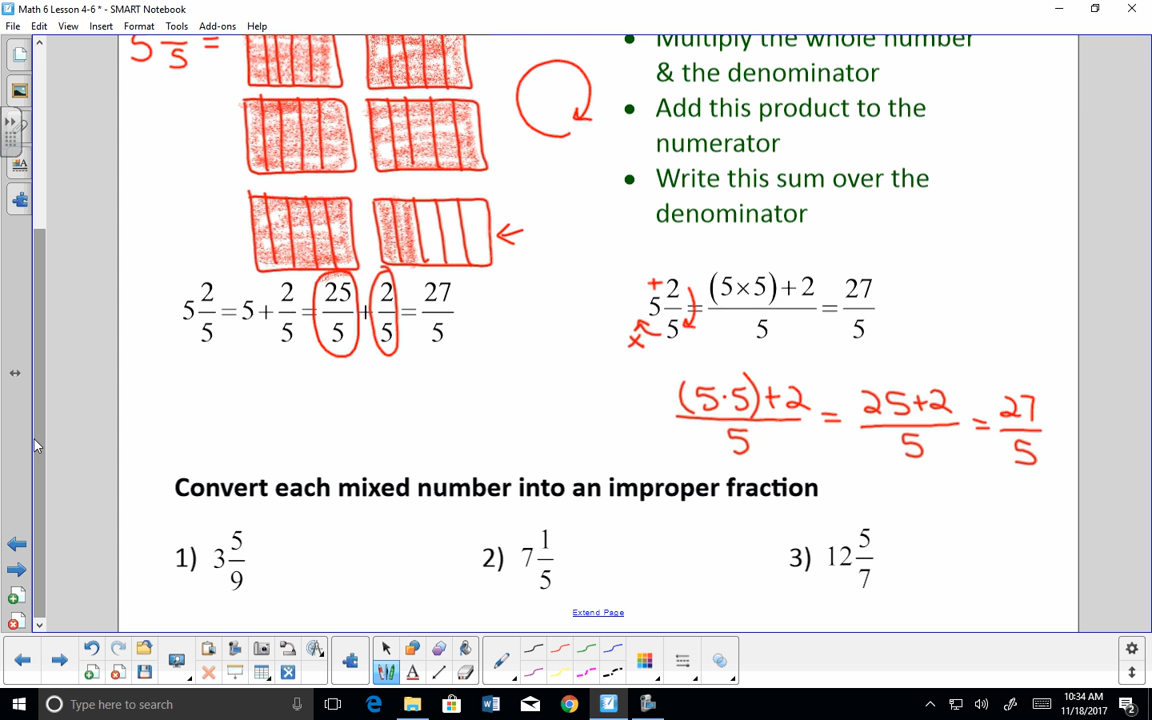 Math 6 Lesson 4-6 * - SMART Notebook
File Edit View Insert Format Tools Add-ons Help
5 —/5 =
• Multiply the whole number
& the denominator
• Add this product to the
numerator
• Write this sum over the
denominator
5 2/5 = 5 + 2/5 = 25/5 + 2/5 = 27/5
+ x 5 2/5 = (5×5)+2/5 = 27/5
(5·5)+2/5 = 25+2/5 = 27/5
Convert each mixed number into an improper fraction
1) 3 5/9 2) 7 1/5 3) 12 5/7
Extend Page
Type here to search
10:34 AM
11/18/2017
2